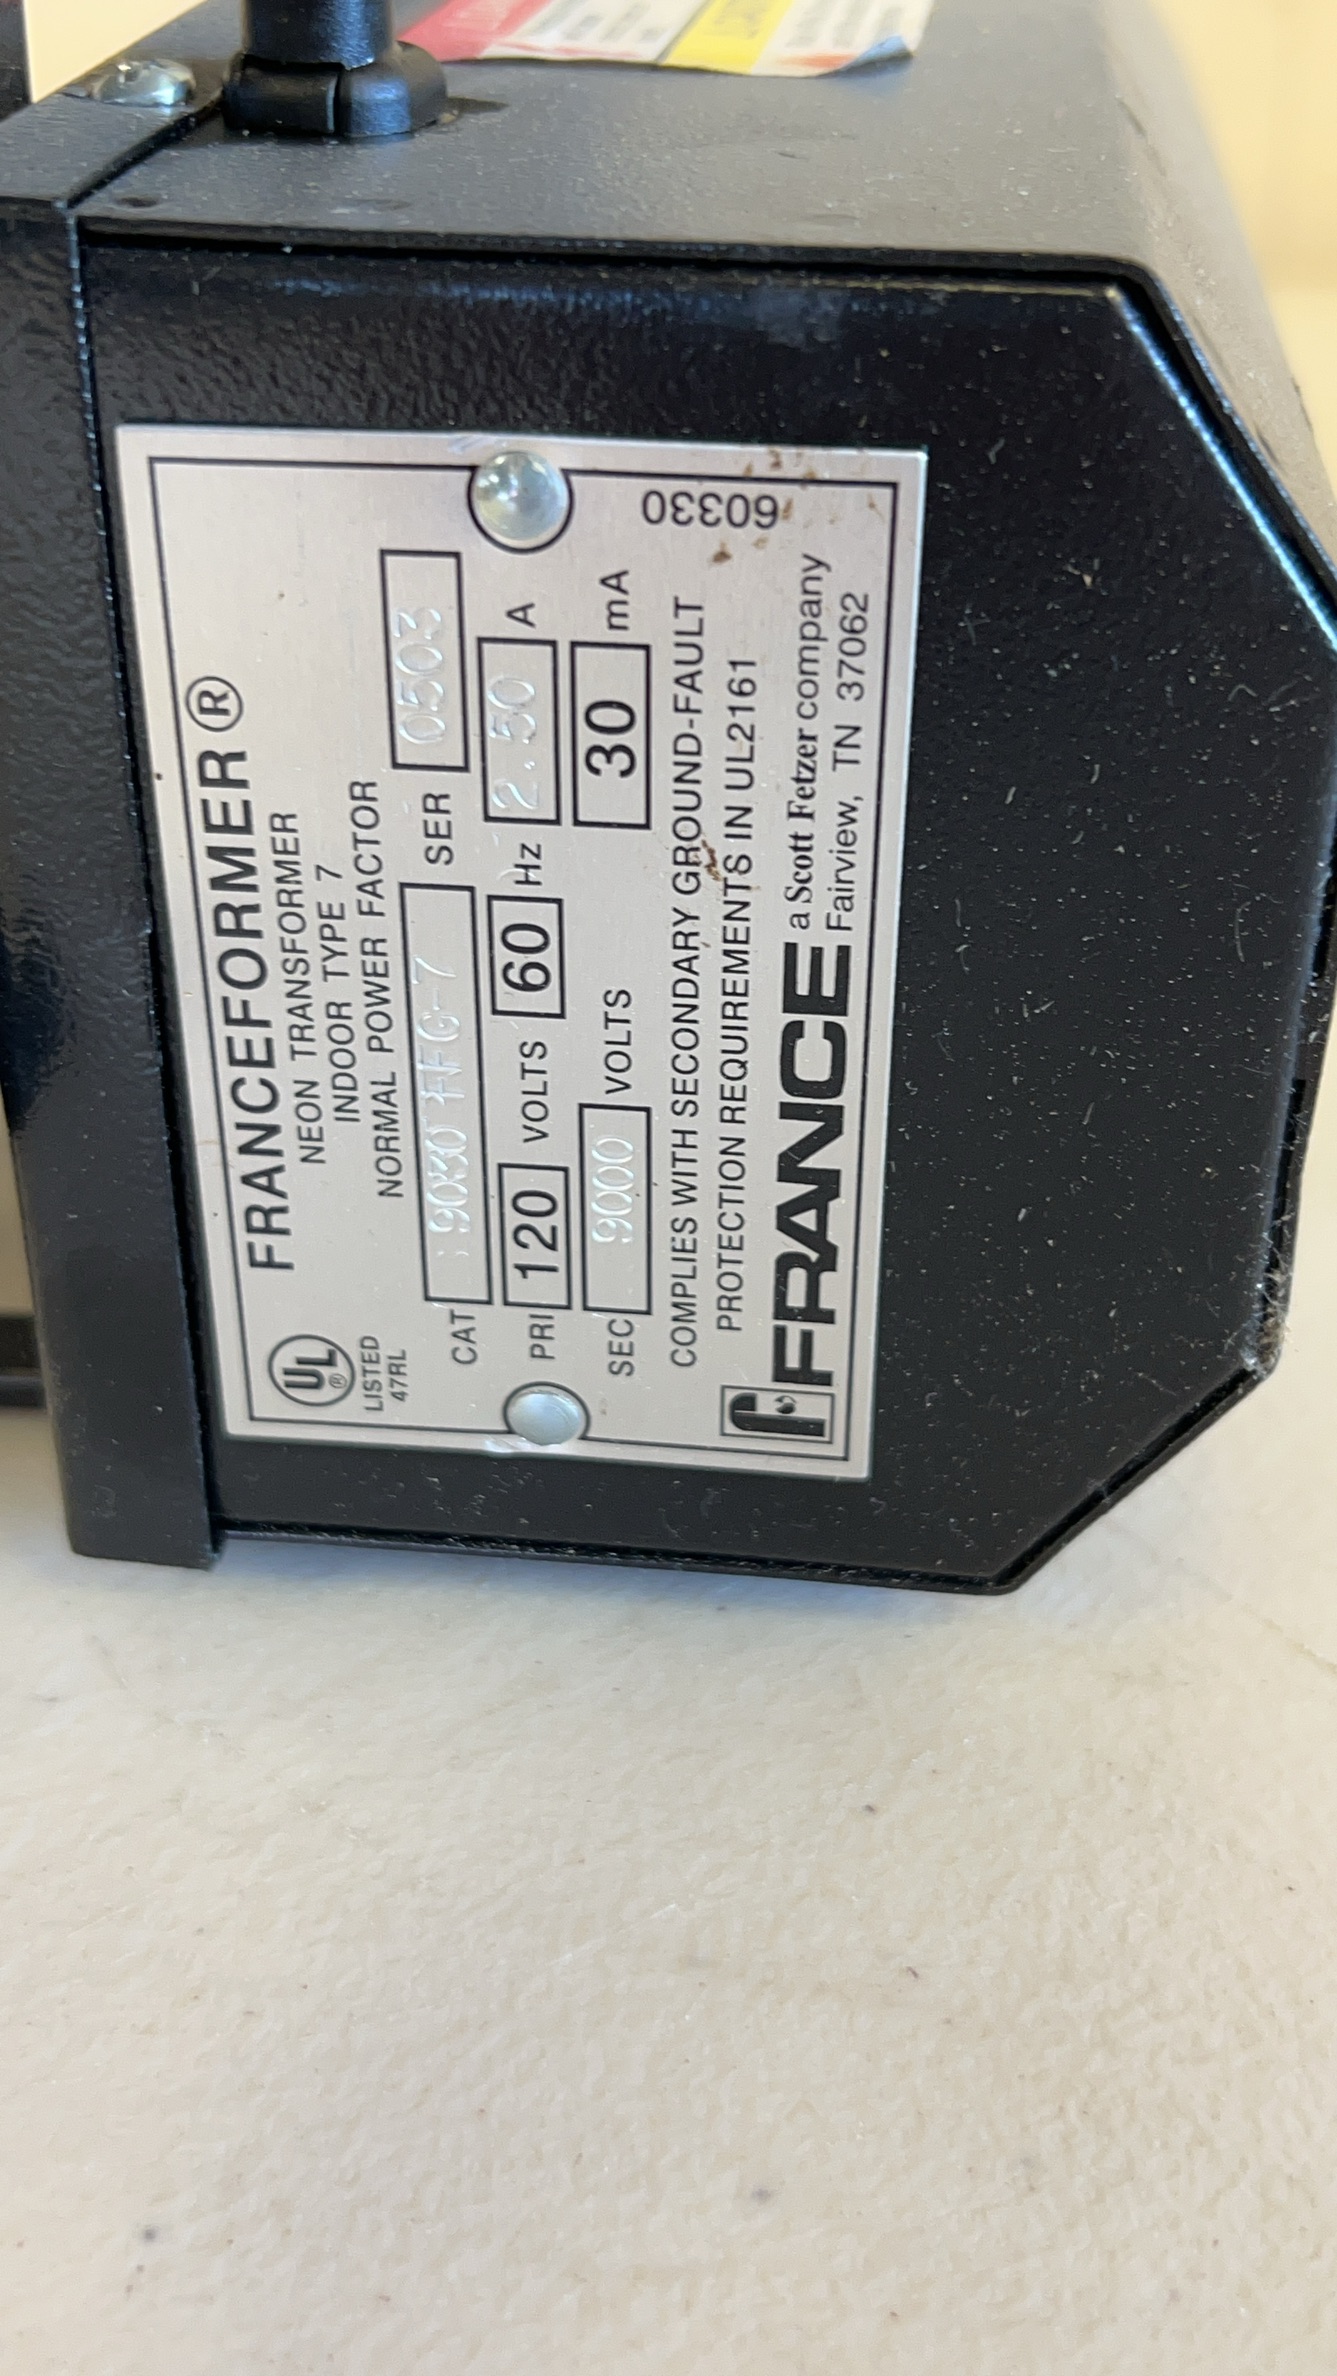 FRANCEFORMER®
NEON TRANSFORMER
INDOOR TYPE 7
NORMAL POWER FACTOR
UL®
LISTED
47RL
CAT 9030 SER 0503
PRI 120 VOLTS 60 Hz 2.50 A
SEC 9000 VOLTS 30 mA
COMPLIES WITH SECONDARY GROUND-FAULT
PROTECTION REQUIREMENTS IN UL2161
60330
FRANCE a Scott Fetzer company
Fairview, TN 37062